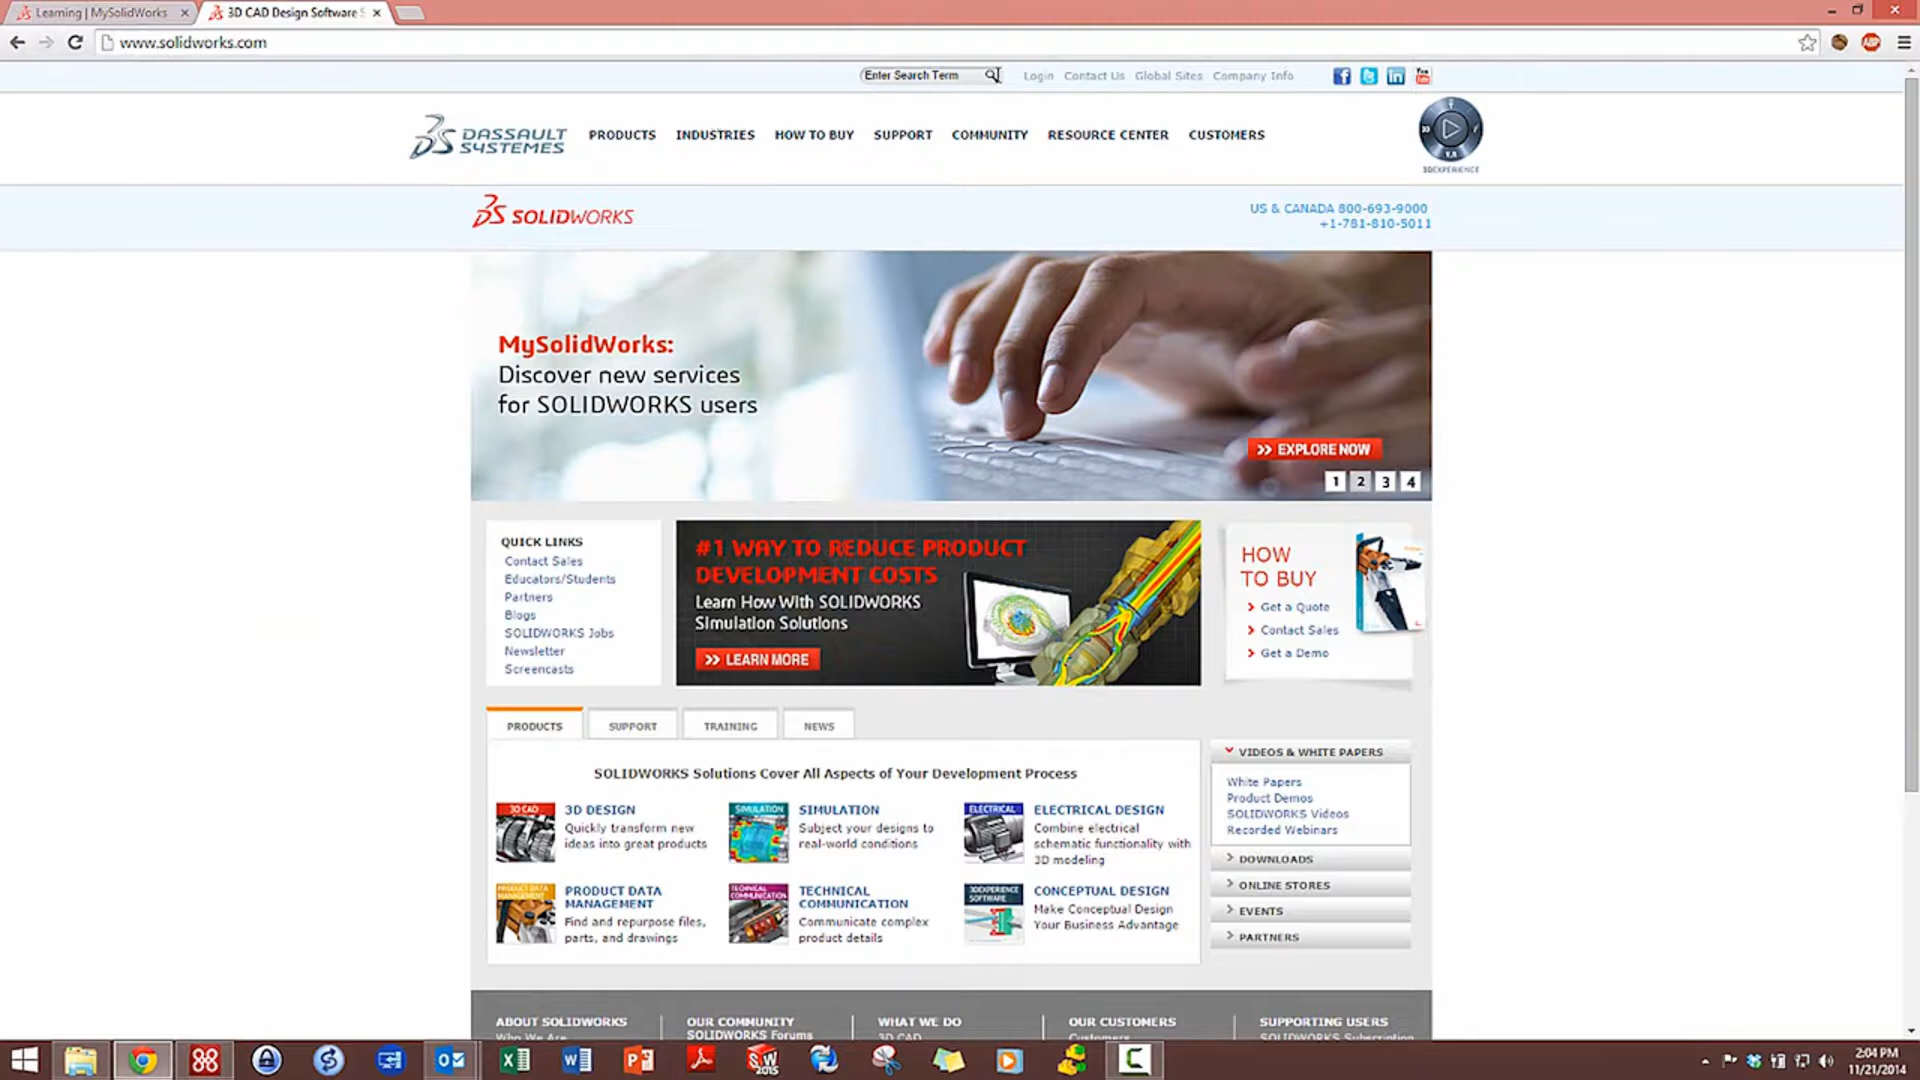 Learning | MySolidWorks
3D CAD Design Software S
www.solidworks.com
ABP
Enter Search Term
Login Contact Us Global Sites Company Info
You Tube
DASSAULT SYSTEMES
PRODUCTS INDUSTRIES HOW TO BUY SUPPORT COMMUNITY RESOURCE CENTER CUSTOMERS
3D
V.R
3DEXPERIENCE
SOLIDWORKS
US & CANADA 800-693-9000
+1-781-810-5011
MySolidWorks:
Discover new services
for SOLIDWORKS users
EXPLORE NOW
1 2 3 4
QUICK LINKS
Contact Sales
Educators/Students
Partners
Blogs
SOLIDWORKS Jobs
Newsletter
Screencasts
#1 WAY TO REDUCE PRODUCT
DEVELOPMENT COSTS
Learn How With SOLIDWORKS
Simulation Solutions
LEARN MORE
HOW
TO BUY
Get a Quote
Contact Sales
Get a Demo
PRODUCTS SUPPORT TRAINING NEWS
SOLIDWORKS Solutions Cover All Aspects of Your Development Process
3D CAD
3D DESIGN
Quickly transform new
ideas into great products
SIMULATION
SIMULATION
Subject your designs to
real-world conditions
ELECTRICAL
ELECTRICAL DESIGN
Combine electrical
schematic functionality with
3D modeling
PRODUCT DATA
MANAGEMENT
PRODUCT DATA
MANAGEMENT
Find and repurpose files,
parts, and drawings
TECHNICAL
COMMUNICATION
TECHNICAL
COMMUNICATION
Communicate complex
product details
3DEXPERIENCE
SOFTWARE
CONCEPTUAL DESIGN
Make Conceptual Design
Your Business Advantage
VIDEOS & WHITE PAPERS
White Papers
Product Demos
SOLIDWORKS Videos
Recorded Webinars
DOWNLOADS
ONLINE STORES
EVENTS
PARTNERS
ABOUT SOLIDWORKS
Who We Are
OUR COMMUNITY
SOLIDWORKS Forums
WHAT WE DO
3D CAD
OUR CUSTOMERS
Customers
SUPPORTING USERS
SOLIDWORKS Subscription
SW
2015
2:04 PM
11/21/2014